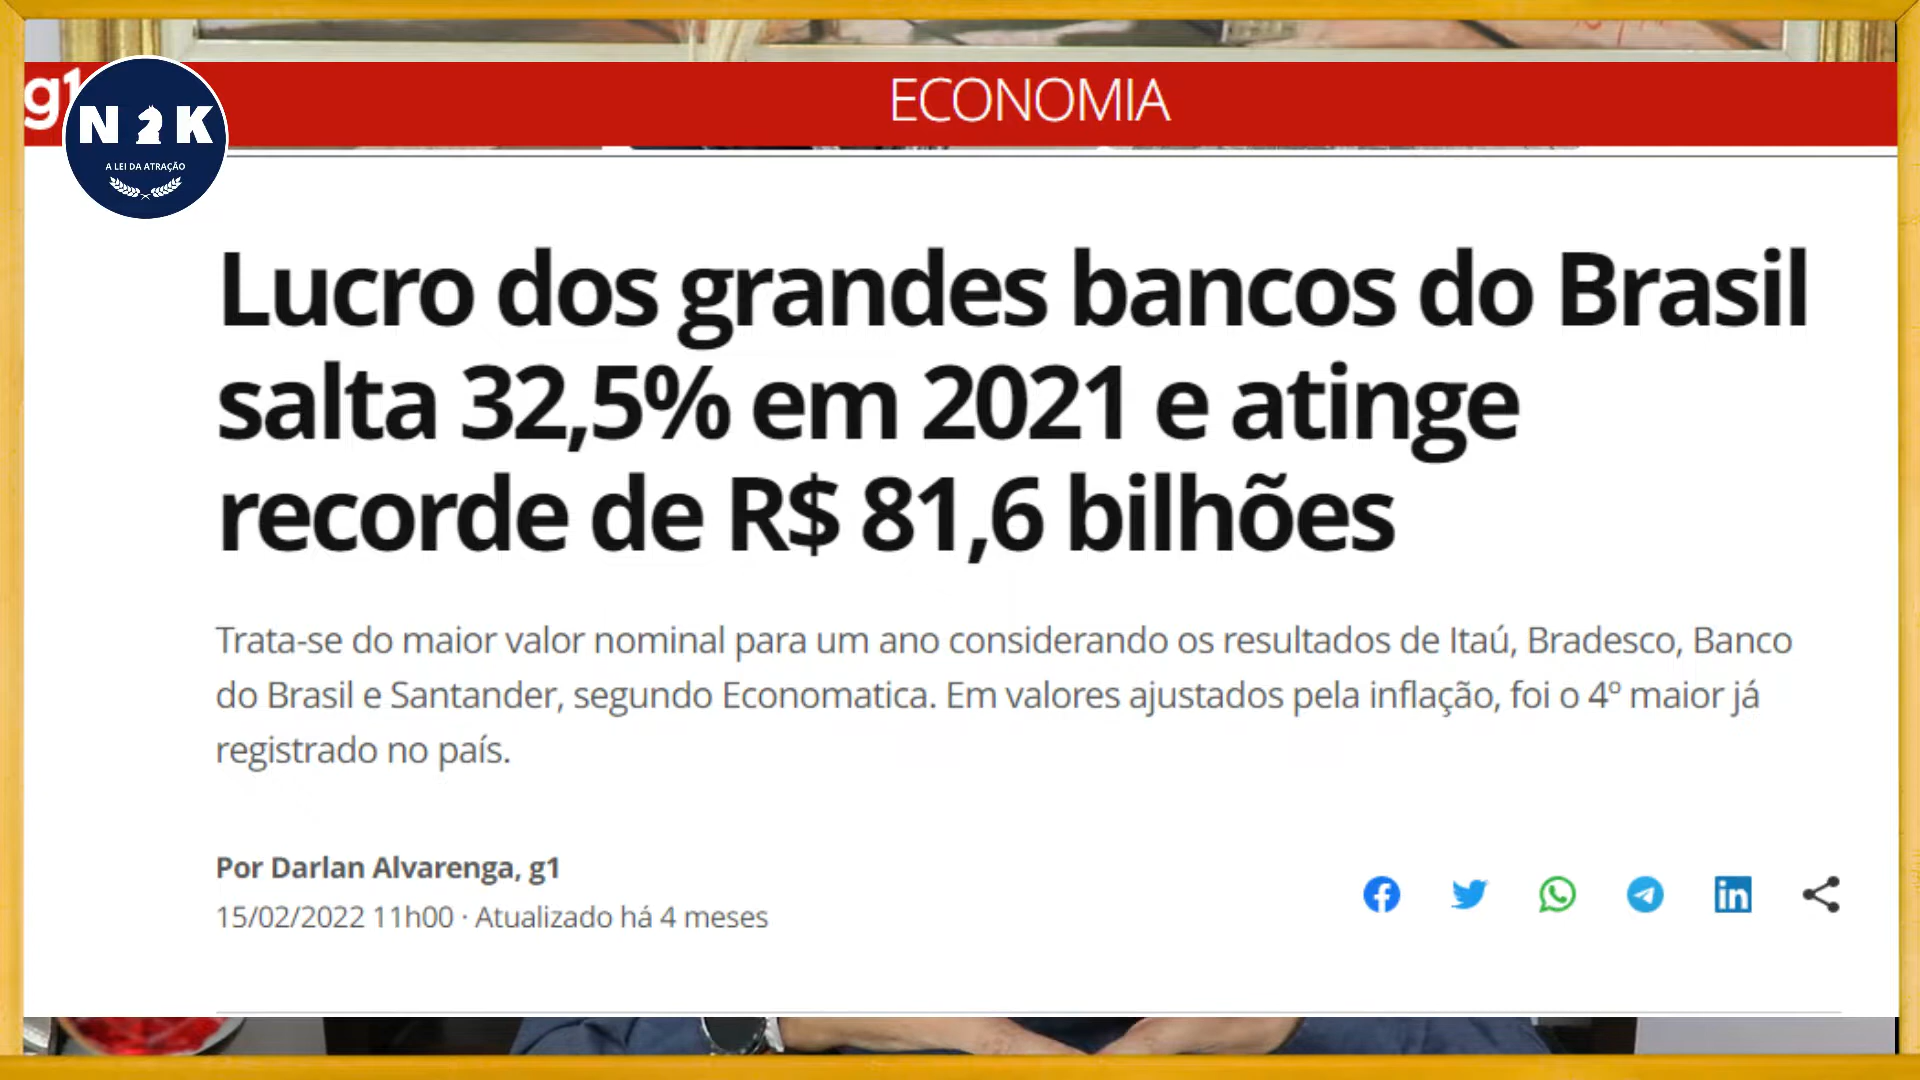 g1
ECONOMIA
N K
A LEI DA ATRAÇÃO
Lucro dos grandes bancos do Brasil
salta 32,5% em 2021 e atinge
recorde de R$ 81,6 bilhões
Trata-se do maior valor nominal para um ano considerando os resultados de Itaú, Bradesco, Banco
do Brasil e Santander, segundo Economatica. Em valores ajustados pela inflação, foi o 4º maior já
registrado no país.
Por Darlan Alvarenga, g1
15/02/2022 11h00 · Atualizado há 4 meses